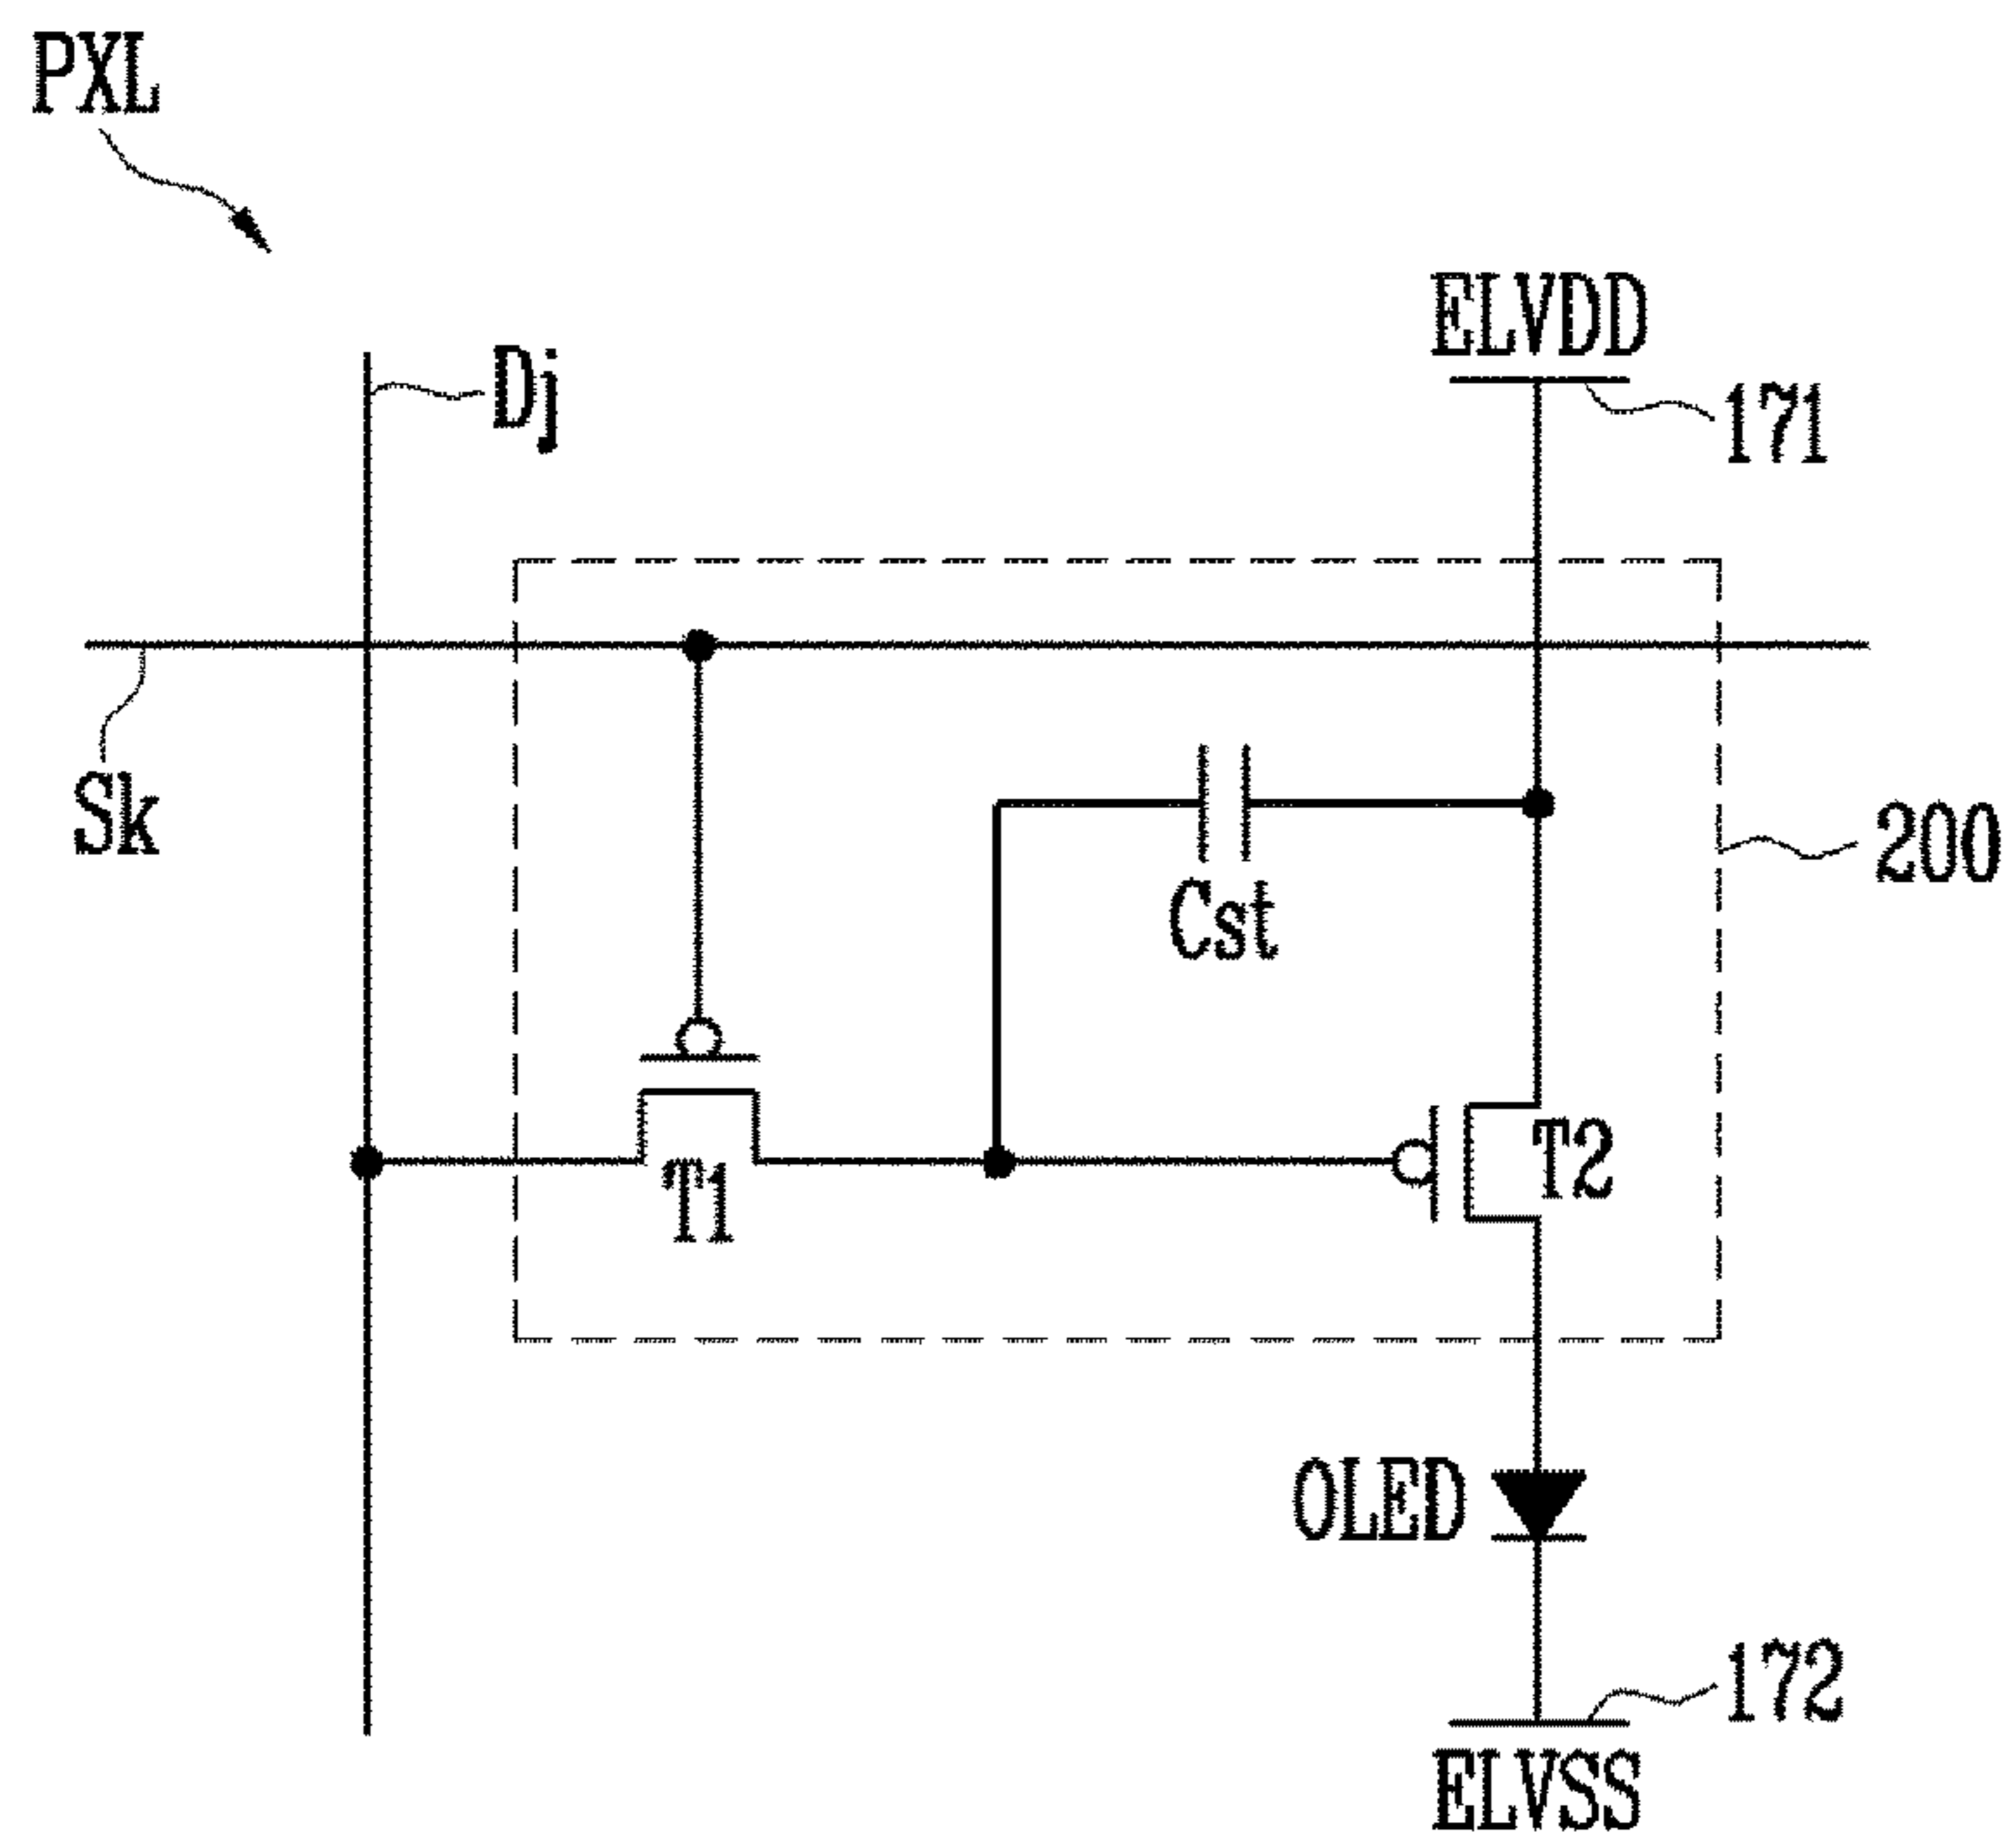 PXL
ELVDD
Dj
171
Sk
Cst
200
T1
T2
OLED
172
ELVSS